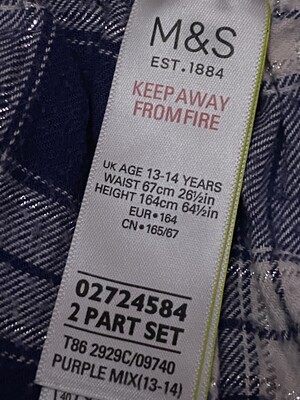 M&S
EST.1884
KEEP AWAY
FROM FIRE
UK AGE 13-14 YEARS
WAIST 67cm 26½in
HEIGHT 164cm 64½in
EUR•164
CN•165/67
02724584
2 PART SET
T86 2929C/09740
PURPLE MIX(13-14)